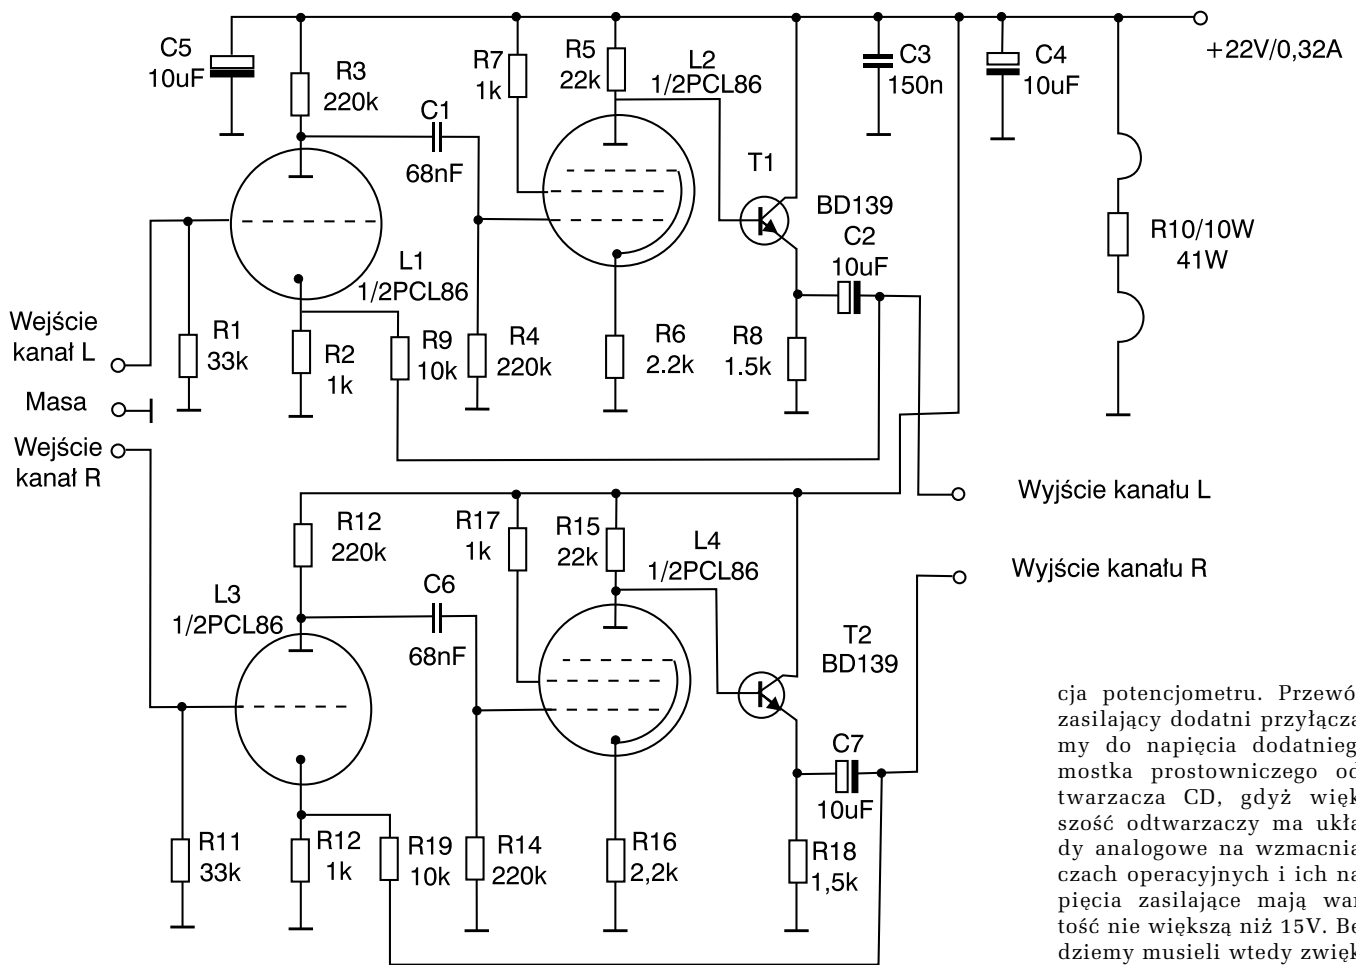 C5
10uF
R3
220k
C1
68nF
R7
1k
R5
22k
L2
1/2PCL86
C3
150n
C4
10uF
+22V/0,32A
T1
BD139
C2
10uF
R10/10W
41W
L1
1/2PCL86
Wejście
kanał L
R1
33k
R2
1k
R9
10k
R4
220k
R6
2.2k
R8
1.5k
Masa
Wejście
kanał R
Wyjście kanału L
R12
220k
R17
1k
R15
22k
L4
1/2PCL86
Wyjście kanału R
L3
1/2PCL86
C6
68nF
T2
BD139
C7
10uF
R11
33k
R12
1k
R19
10k
R14
220k
R16
2,2k
R18
1,5k
cja potencjometru. Przewó
zasilający dodatni przyłącza
my do napięcia dodatnieg
mostka prostowniczego od
twarzacza CD, gdyż więk
szość odtwarzaczy ma ukła
dy analogowe na wzmacnia
czach operacyjnych i ich na
pięcia zasilające mają war
tość nie większą niż 15V. Bę
dziemy musieli wtedy zwięk